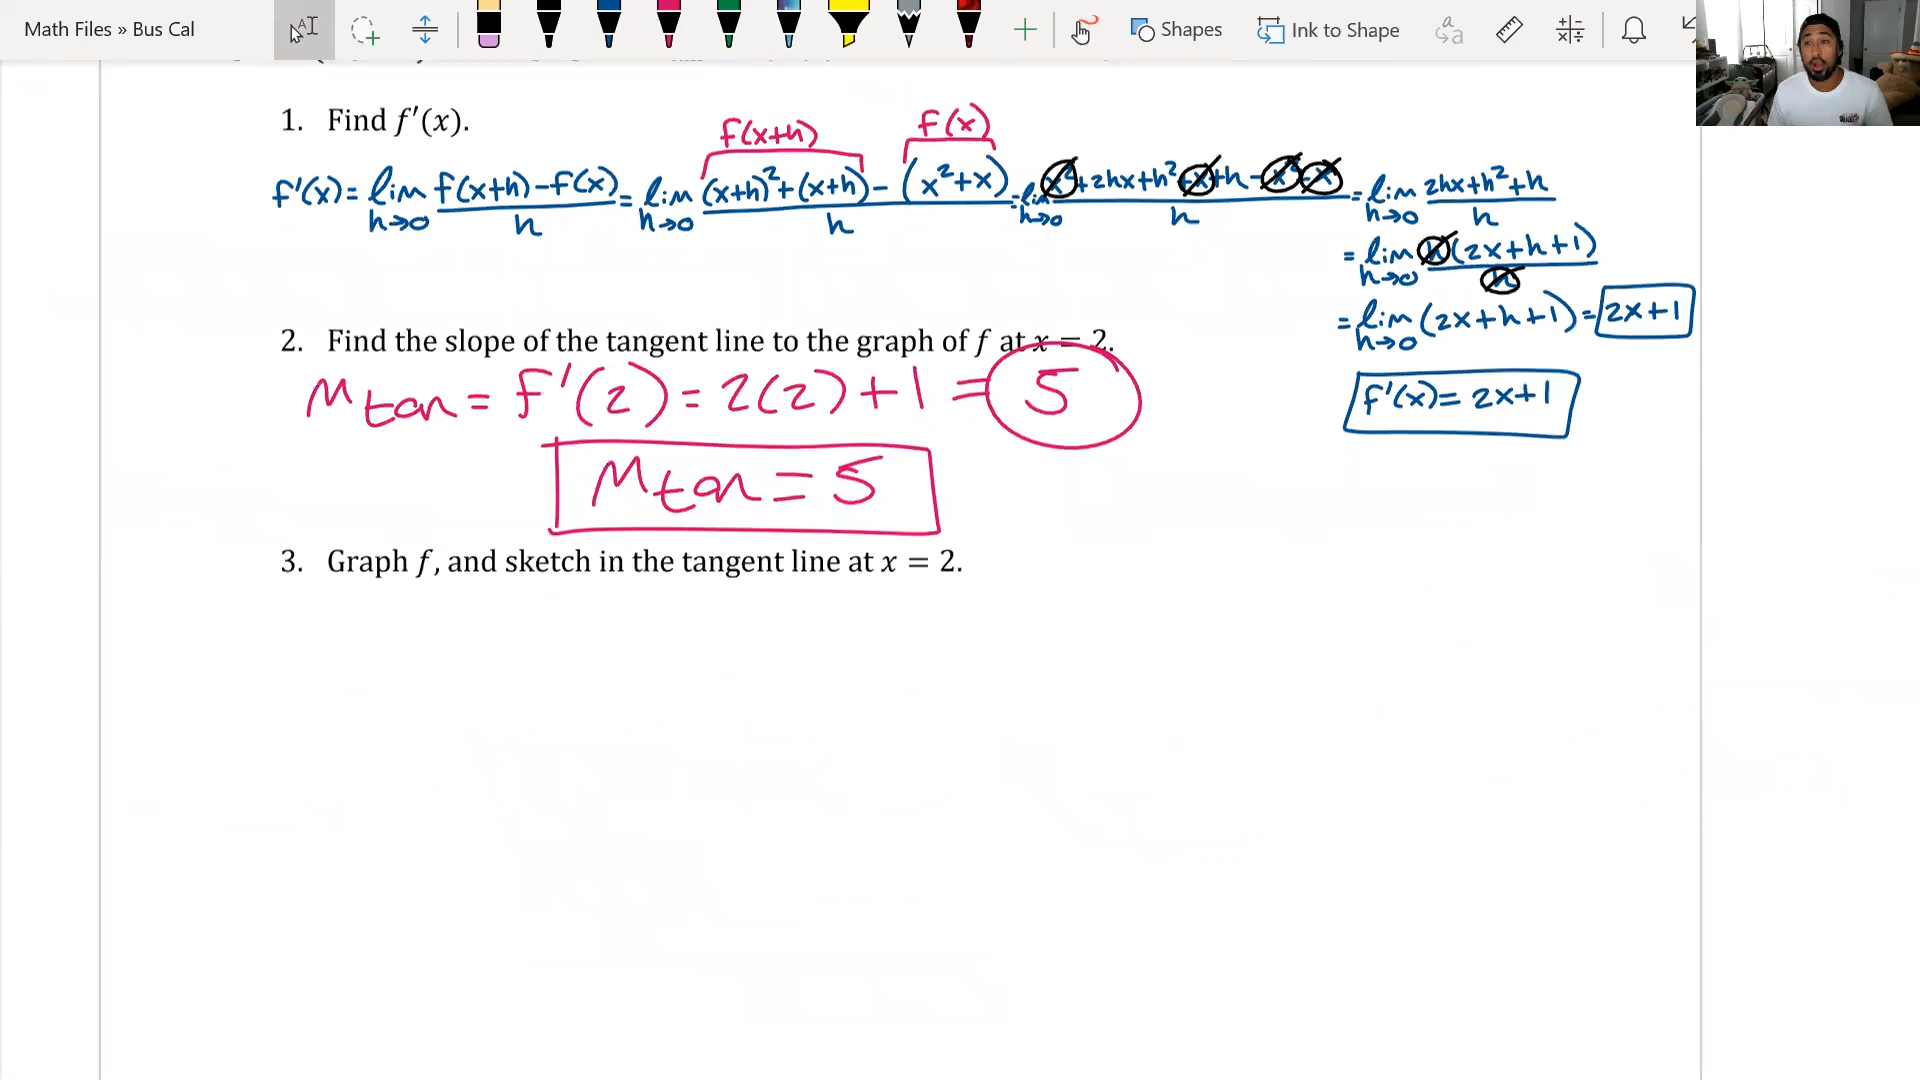 Math Files » Bus Cal
Shapes
Ink to Shape
1. Find f′(x).
f(x+h)
f(x)
f'(x) = lim h→0 f(x+h)-f(x) / h = lim h→0 (x+h)²+(x+h)-(x²+x) / h = lim h→0 x²+2hx+h²+x+h-x²-x / h = lim h→0 2hx+h²+h / h
= lim h→0 h(2x+h+1) / h
= lim h→0 (2x+h+1) = 2x+1
f'(x) = 2x+1
2. Find the slope of the tangent line to the graph of f at x = 2.
Mtan = f'(2) = 2(2)+1 = 5
Mtan = 5
3. Graph f, and sketch in the tangent line at x = 2.